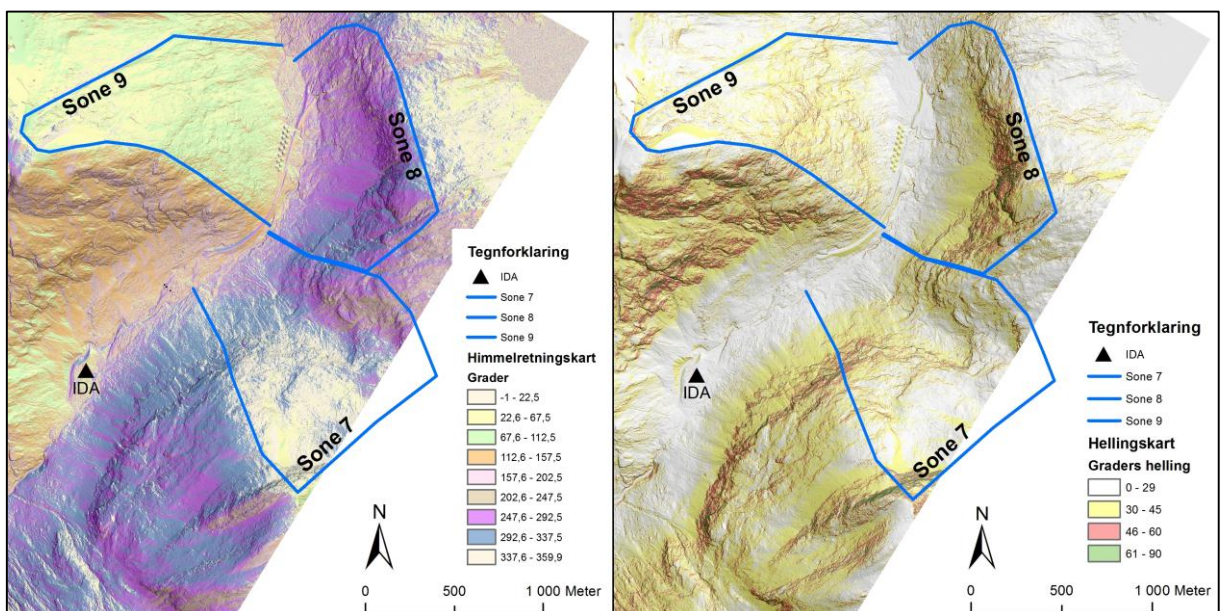 Sone 9
Sone 8
Sone 7
IDA
Tegnforklaring
IDA
Sone 7
Sone 8
Sone 9
Himmelretningskart
Grader
-1 - 22,5
22,6 - 67,5
67,6 - 112,5
112,6 - 157,5
157,6 - 202,5
202,6 - 247,5
247,6 - 292,5
292,6 - 337,5
337,6 - 359,9
N
0 500 1 000 Meter
Sone 9
Sone 8
Sone 7
IDA
Tegnforklaring
IDA
Sone 7
Sone 8
Sone 9
Hellingskart
Graders helling
0 - 29
30 - 45
46 - 60
61 - 90
N
0 500 1 000 Meter